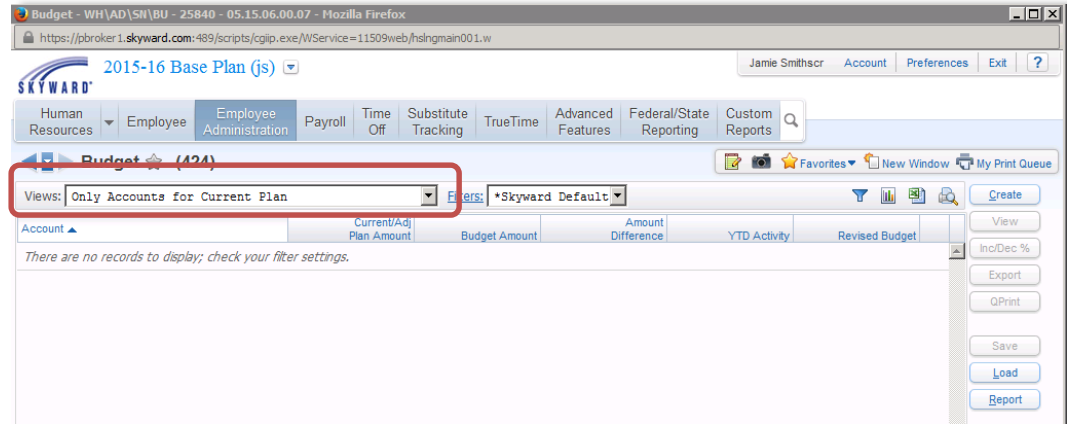 Budget - WH\AD\SN\BU - 25840 - 05.15.06.00.07 - Mozilla Firefox
https://pbroker1.skyward.com:489/scripts/cgiip.exe/WService=11509web/hslngmain001.w
SKYWARD® 2015-16 Base Plan (js) Jamie Smithscr Account Preferences Exit ?
Human Resources Employee Employee Administration Payroll Time Off Substitute Tracking TrueTime Advanced Features Federal/State Reporting Custom Reports
Budget (424) Favorites New Window My Print Queue
Views: Only Accounts for Current Plan Filters: *Skyward Default Create
Account Current/Adj Plan Amount Budget Amount Amount Difference YTD Activity Revised Budget View
There are no records to display; check your filter settings. Inc/Dec %
Export
QPrint
Save
Load
Report